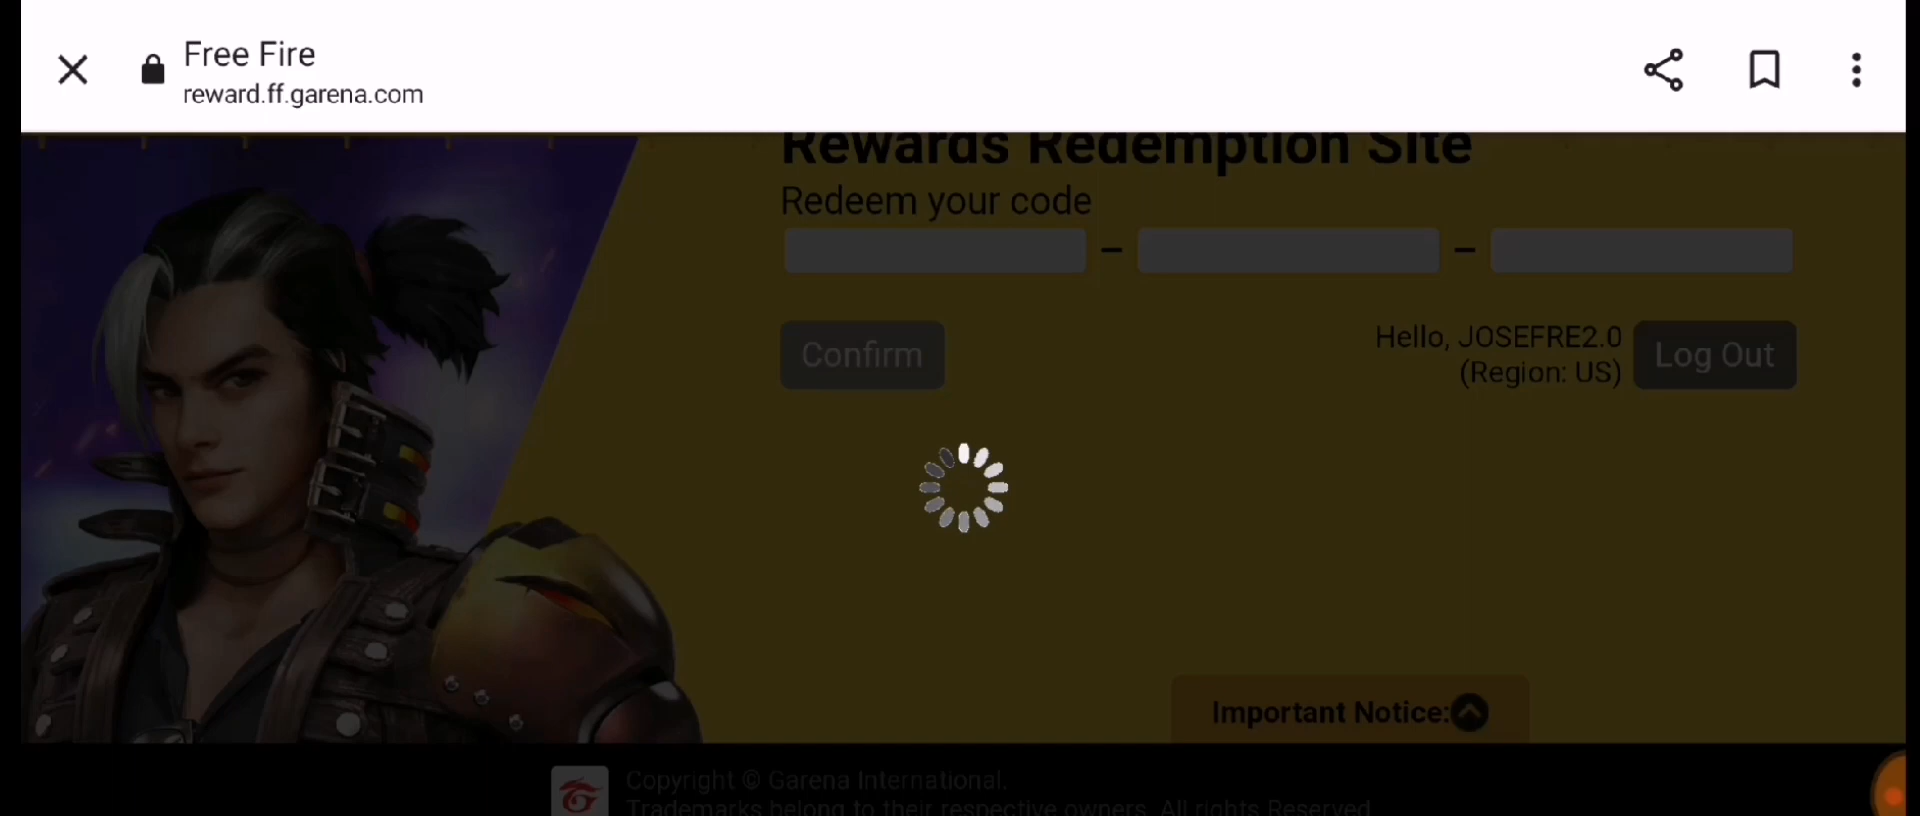 Free Fire
reward.ff.garena.com
Rewards Redemption Site
Redeem your code
– –
Confirm
Hello, JOSEFRE2.0
(Region: US)
Log Out
Important Notice:
Copyright © Garena International.
Trademarks belong to their respective owners. All rights Reserved